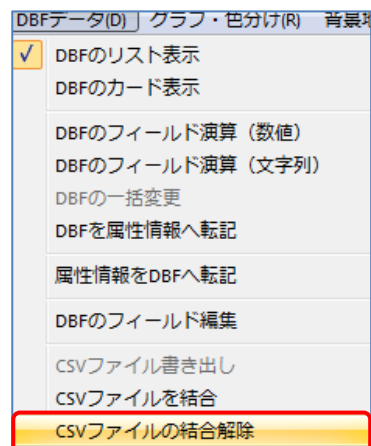 DBFデータ(D) グラフ・色分け(R) 背景
DBFのリスト表示
DBFのカード表示
DBFのフィールド演算（数値）
DBFのフィールド演算（文字列）
DBFの一括変更
DBFを属性情報へ転記
属性情報をDBFへ転記
DBFのフィールド編集
CSVファイル書き出し
CSVファイルを結合
CSVファイルの結合解除